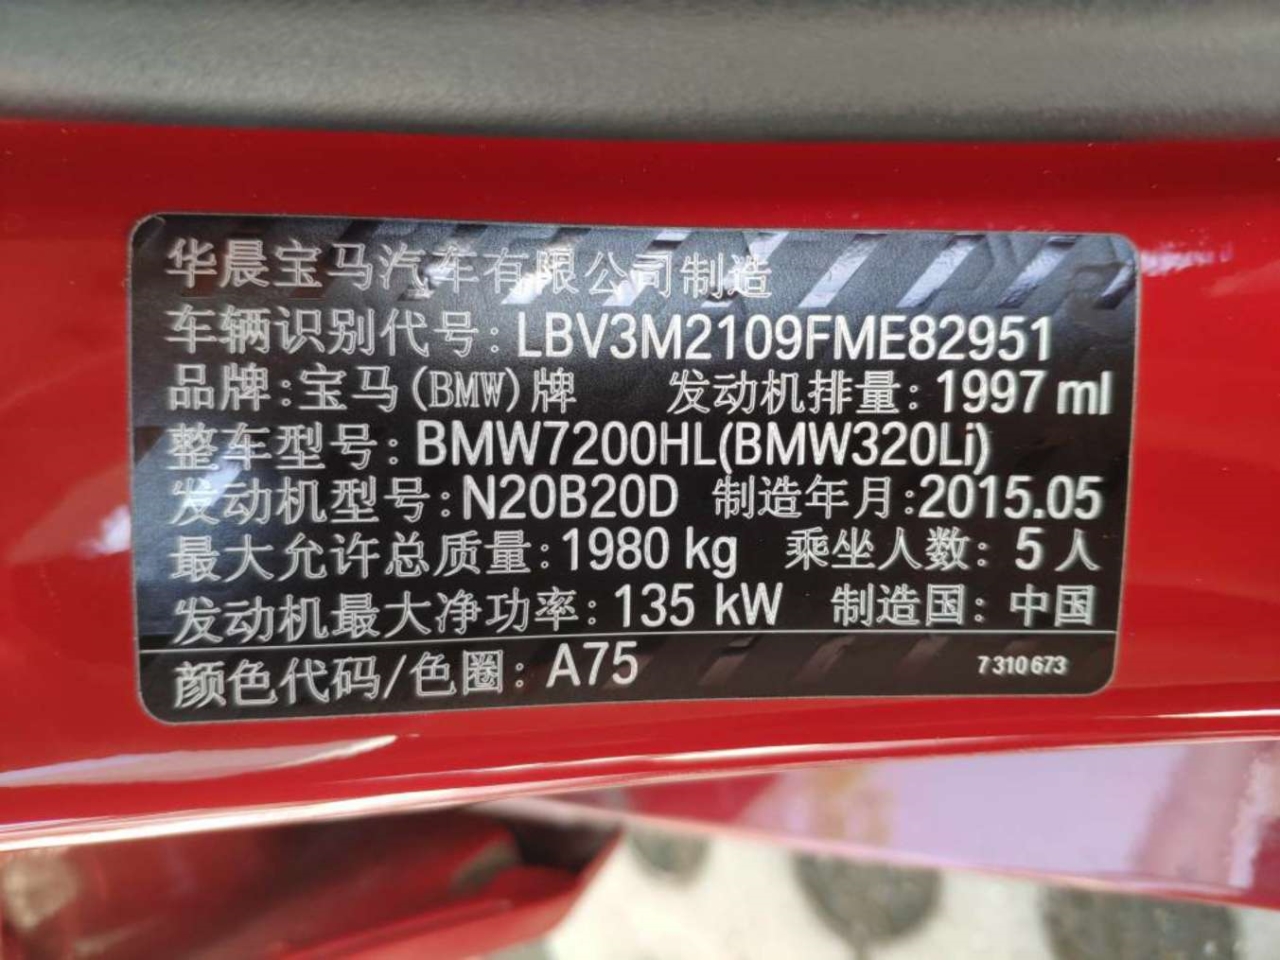 华晨宝马汽车有限公司制造
车辆识别代号: LBV3M2109FME82951
品牌:宝马(BMW)牌 发动机排量: 1997 ml
整车型号: BMW7200HL(BMW320Li)
发动机型号: N20B20D 制造年月:2015.05
最大允许总质量: 1980 kg 乘坐人数: 5 人
发动机最大净功率: 135 kW 制造国: 中国
颜色代码/色圈: A75 7310673